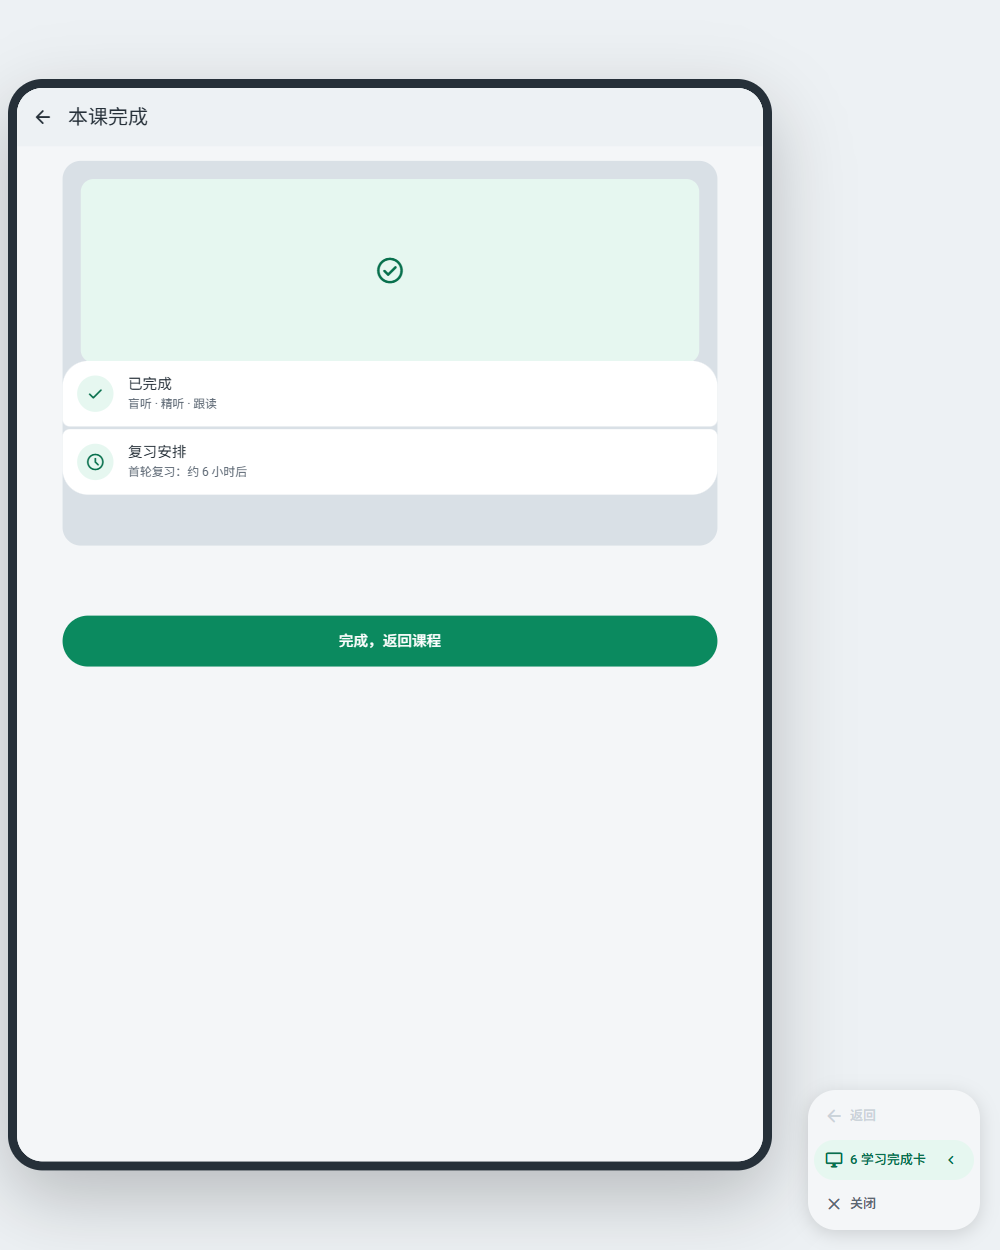 本课完成
已完成
盲听 · 精听 · 跟读
复习安排
首轮复习：约 6 小时后
完成，返回课程
返回
6 学习完成卡
关闭